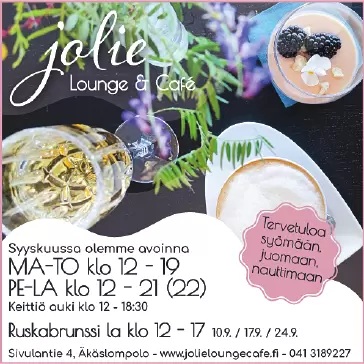 jolie
Lounge & Café
Tervetuloa
syömään,
juomaan,
nauttimaan
Syyskuussa olemme avoinna
MA-TO klo 12 - 19
PE-LA klo 12 - 21 (22)
Keittiö auki klo 12 - 18:30
Ruskabrunssi la klo 12 - 17 10.9. / 17.9. / 24.9.
Sivulantie 4, Äkäslompolo - www.jolieloungecafe.fi - 041 3189227